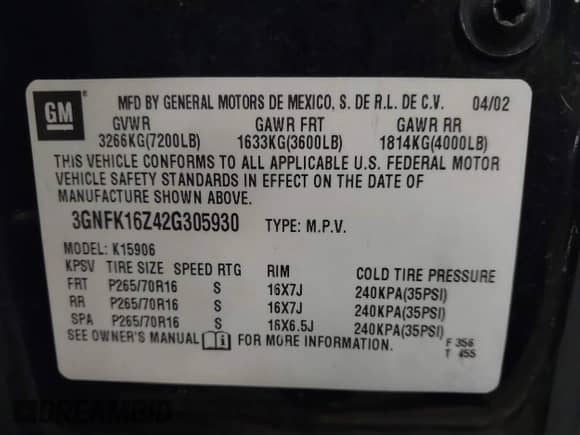 GM
®
MFD BY GENERAL MOTORS DE MEXICO, S. DE R.L. DE C.V. 04/02
GVWR GAWR FRT GAWR RR
3266KG(7200LB) 1633KG(3600LB) 1814KG(4000LB)
THIS VEHICLE CONFORMS TO ALL APPLICABLE U.S. FEDERAL MOTOR
VEHICLE SAFETY STANDARDS IN EFFECT ON THE DATE OF
MANUFACTURE SHOWN ABOVE.
3GNFK16Z42G305930 TYPE: M.P.V.
MODEL: K15906
KPSV TIRE SIZE SPEED RTG RIM COLD TIRE PRESSURE
FRT P265/70R16 S 16X7J 240KPA(35PSI)
RR P265/70R16 S 16X7J 240KPA(35PSI)
SPA P265/70R16 S 16X6.5J 240KPA(35PSI)
SEE OWNER'S MANUAL i FOR MORE INFORMATION.
F 356
T 455
DREAMBID